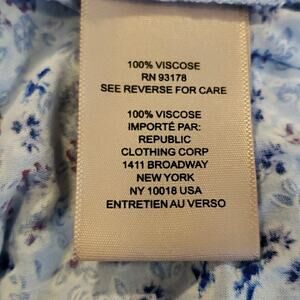 100% VISCOSE
RN 93178
SEE REVERSE FOR CARE
100% VISCOSE
IMPORTÉ PAR:
REPUBLIC
CLOTHING CORP
1411 BROADWAY
NEW YORK
NY 10018 USA
ENTRETIEN AU VERSO